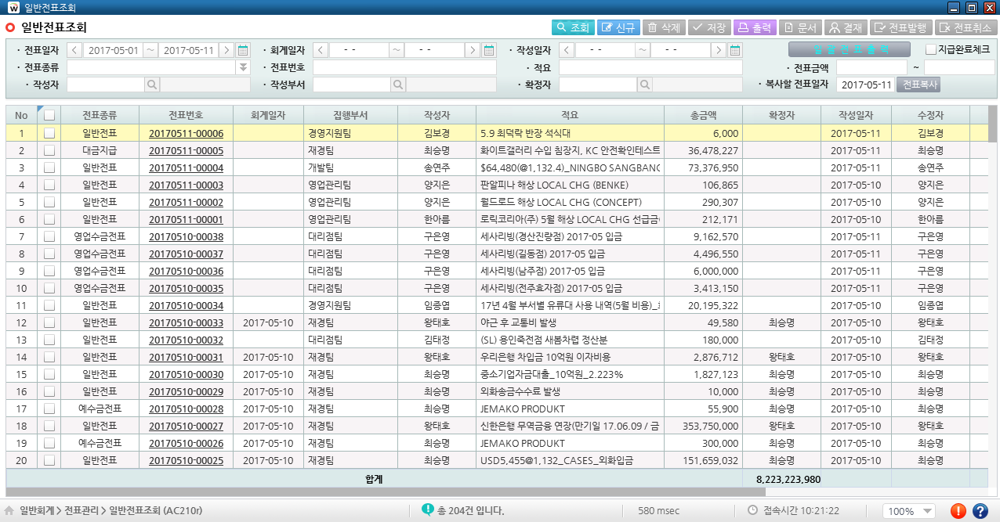 일반전표조회
일반전표조회 조회 신규 삭제 저장 출력 문서 결재 전표발행 전표취소
· 전표일자 2017-05-01 ~ 2017-05-11 · 회계일자 - - ~ - - · 작성일자 - - ~ - - 지급완료체크
· 전표종류 · 전표번호 · 적요 · 전표금액 ~
· 작성자 · 작성부서 · 확정자 · 복사할 전표일자 2017-05-11 전표복사
No 전표종류 전표번호 회계일자 집행부서 작성자 적요 총금액 확정자 작성일자 수정자
1 일반전표 20170511-00006 경영지원팀 김보경 5.9 최덕락 반장 석식대 6,000 2017-05-11 김보경
2 대금지급 20170511-00005 재경팀 최승명 화이트갤러리 수입 침장지, KC 안전확인테스트 36,478,227 2017-05-11 최승명
3 일반전표 20170511-00004 개발팀 송연주 $64,480(@1,132.4)_NINGBO SANGBANG 73,376,950 2017-05-11 송연주
4 일반전표 20170511-00003 영업관리팀 양지은 판알피나 해상 LOCAL CHG (BENKE) 106,865 2017-05-10 양지은
5 일반전표 20170511-00002 영업관리팀 양지은 월드로드 해상 LOCAL CHG (CONCEPT) 290,307 2017-05-10 양지은
6 일반전표 20170511-00001 영업관리팀 한아름 로릭코리아(주) 5월 해상 LOCAL CHG 선급금( 212,171 2017-05-10 한아름
7 영업수금전표 20170510-00038 대리점팀 구은영 세사리빙(경산진량점) 2017-05 입금 9,162,570 2017-05-11 구은영
8 영업수금전표 20170510-00037 대리점팀 구은영 세사리빙(길동점) 2017-05 입금 4,496,550 2017-05-11 구은영
9 영업수금전표 20170510-00036 대리점팀 구은영 세사리빙(남주점) 2017-05 입금 6,000,000 2017-05-11 구은영
10 영업수금전표 20170510-00035 대리점팀 구은영 세사리빙(전주효자점) 2017-05 입금 3,413,150 2017-05-11 구은영
11 일반전표 20170510-00034 경영지원팀 임종엽 17년 4월 부서별 유류대 사용 내역(5월 비용)_ 20,195,322 2017-05-10 임종엽
12 일반전표 20170510-00033 2017-05-10 재경팀 왕태호 야근 후 교통비 발생 49,580 최승명 2017-05-10 왕태호
13 일반전표 20170510-00032 대리점팀 김태정 (SL) 용인죽전점 새봄차렵 정산분 180,000 2017-05-10 김태정
14 일반전표 20170510-00031 2017-05-10 재경팀 왕태호 우리은행 차입금 10억원 이자비용 2,876,712 왕태호 2017-05-10 왕태호
15 일반전표 20170510-00030 2017-05-10 재경팀 최승명 중소기업자금대출_10억원_2.223% 1,827,123 최승명 2017-05-10 최승명
16 일반전표 20170510-00029 2017-05-10 재경팀 최승명 외화송금수수료 발생 10,000 최승명 2017-05-10 최승명
17 예수금전표 20170510-00028 2017-05-10 재경팀 최승명 JEMAKO PRODUKT 55,900 최승명 2017-05-10 최승명
18 일반전표 20170510-00027 2017-05-10 재경팀 왕태호 신한은행 무역금융 연장(만기일 17.06.09 / 금 353,750,000 왕태호 2017-05-10 왕태호
19 예수금전표 20170510-00026 2017-05-10 재경팀 최승명 JEMAKO PRODUKT 300,000 최승명 2017-05-10 최승명
20 일반전표 20170510-00025 2017-05-10 재경팀 최승명 USD5,455@1,132_CASES_외화입금 151,659,032 최승명 2017-05-10 최승명
합계 8,223,223,980
일반회계 > 전표관리 > 일반전표조회 (AC210r) 총 204건 입니다. 580 msec 접속시간 10:21:22 100%